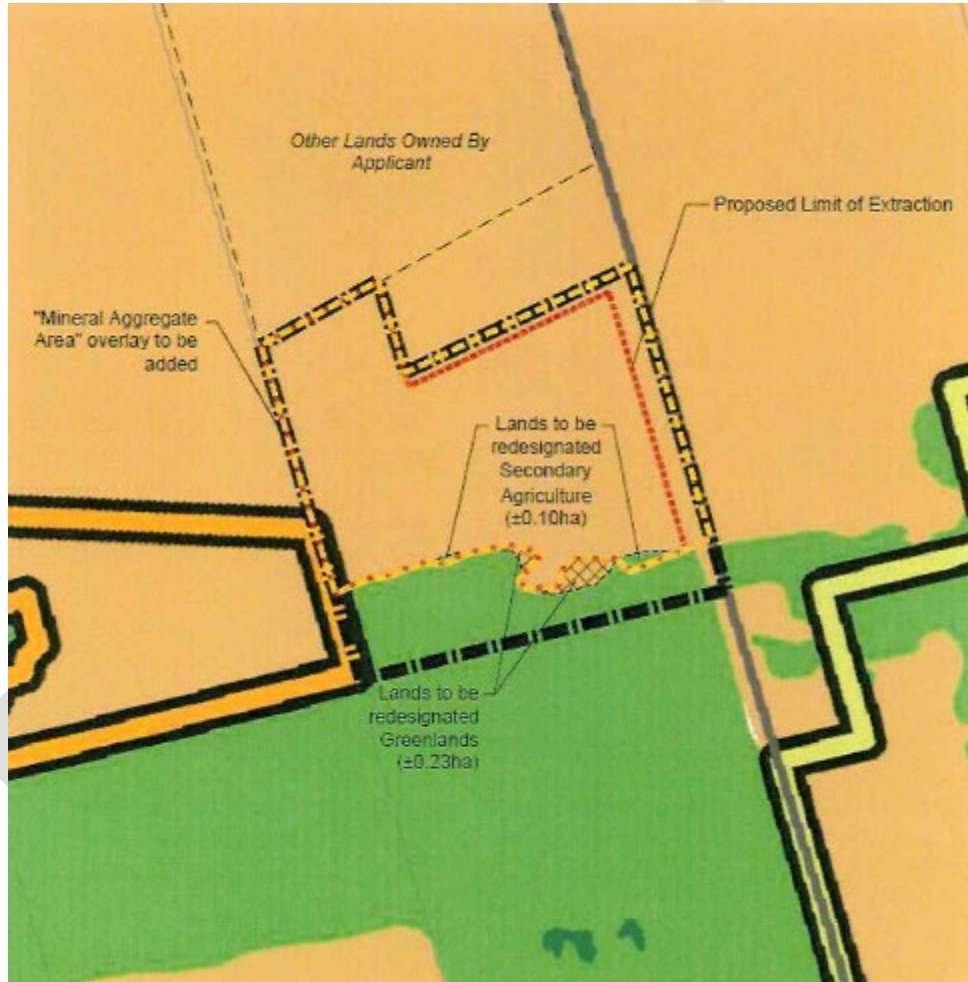 Other Lands Owned By
Applicant
Proposed Limit of Extraction
"Mineral Aggregate
Area" overlay to be
added
Lands to be
redesignated
Secondary
Agriculture
(±0.10ha)
Lands to be
redesignated
Greenlands
(±0.23ha)